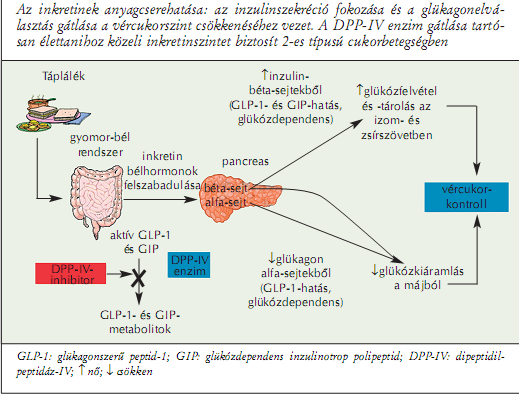 Az inkretinek anyagcserehatása: az inzulinszekréció fokozása és a glükagonelvá-
lasztás gátlása a vércukorszint csökkenéséhez vezet. A DPP-IV enzim gátlása tartó-
san élettanihoz közeli inkretinszintet biztosít 2-es típusú cukorbetegségben
Táplálék
gyomor-bél
rendszer
inkretin
bélhormonok
felszabadulása
pancreas
béta-sejt
alfa-sejt
↑inzulin-
béta-sejtekből
(GLP-1- és GIP-hatás,
glükózdependens)
↑glükózfelvétel
és -tárolás az
izom- és
zsírszövetben
vércukor-
kontroll
aktív GLP-1
és GIP
DPP-IV-
inhibitor
DPP-IV
enzim
GLP-1- és GIP-
metabolitok
↓glükagon
alfa-sejtekből
(GLP-1-hatás,
glükózdependens)
↓glükózkiáramlás
a májból
GLP-1: glükagonszerű peptid-1; GIP: glükózdependens inzulinotrop polipeptid; DPP-IV: dipeptidil-
peptidáz-IV; ↑nő; ↓csökken